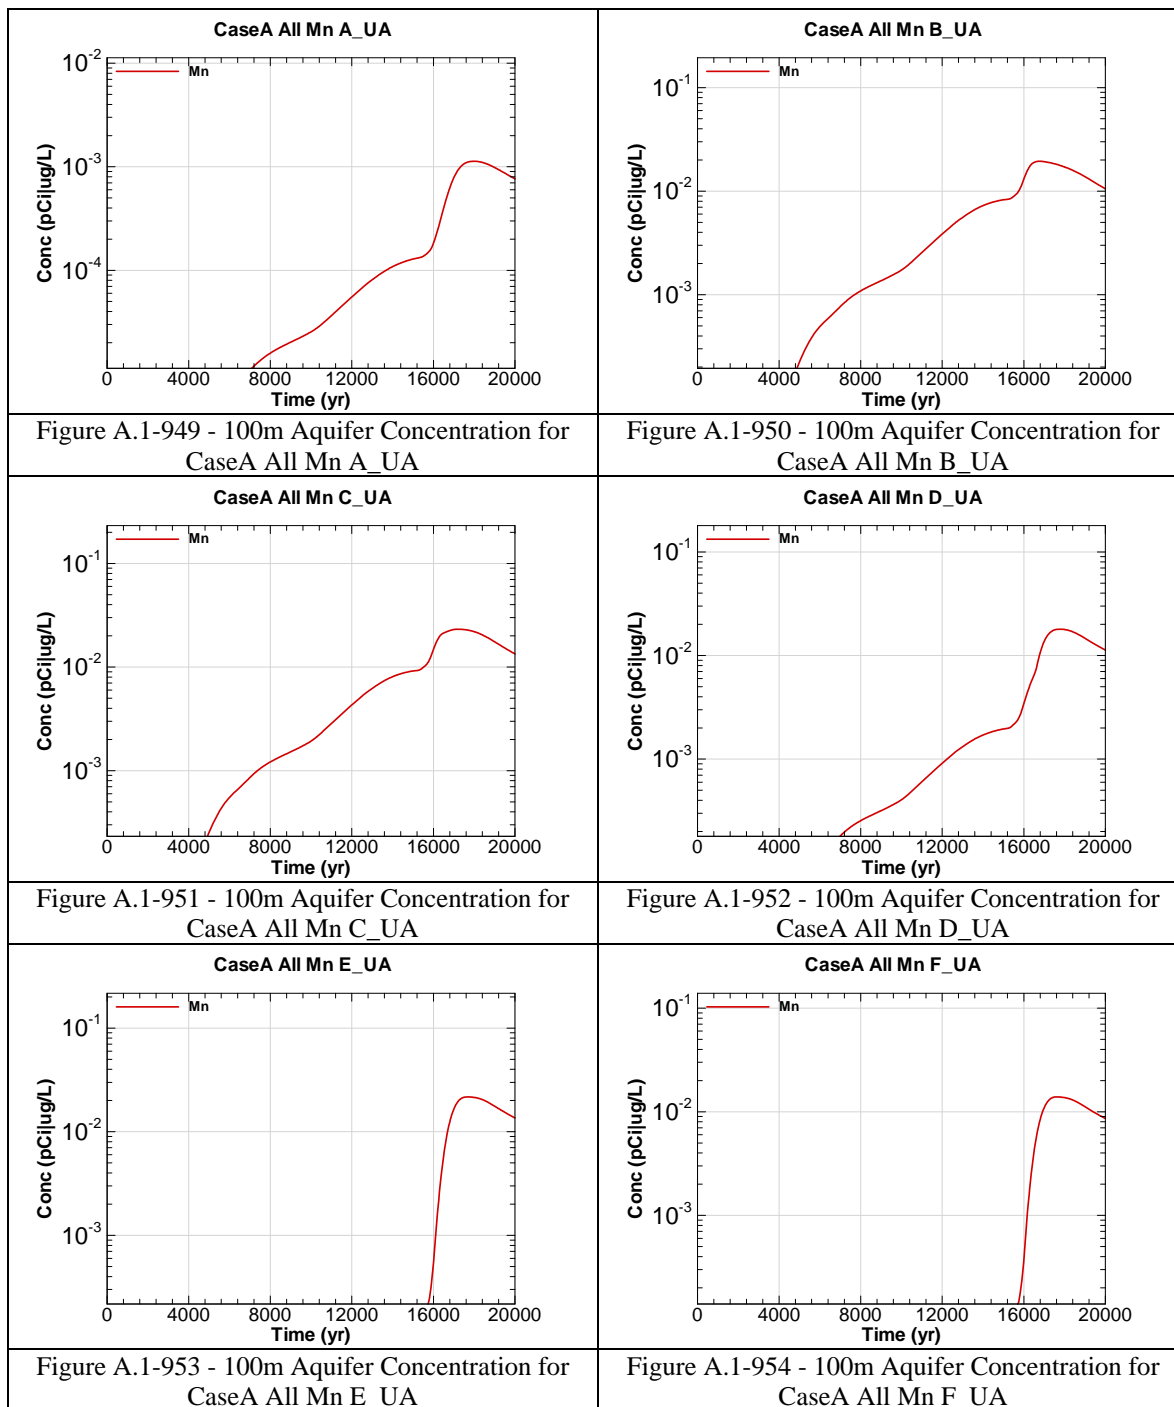 CaseA All Mn A_UA
Mn
10-2
10-3
10-4
Conc (pCi|ug/L)
0 4000 8000 12000 16000 20000
Time (yr)
Figure A.1-949 - 100m Aquifer Concentration for
CaseA All Mn A_UA
CaseA All Mn B_UA
Mn
10-1
10-2
10-3
Conc (pCi|ug/L)
0 4000 8000 12000 16000 20000
Time (yr)
Figure A.1-950 - 100m Aquifer Concentration for
CaseA All Mn B_UA
CaseA All Mn C_UA
Mn
10-1
10-2
10-3
Conc (pCi|ug/L)
0 4000 8000 12000 16000 20000
Time (yr)
Figure A.1-951 - 100m Aquifer Concentration for
CaseA All Mn C_UA
CaseA All Mn D_UA
Mn
10-1
10-2
10-3
Conc (pCi|ug/L)
0 4000 8000 12000 16000 20000
Time (yr)
Figure A.1-952 - 100m Aquifer Concentration for
CaseA All Mn D_UA
CaseA All Mn E_UA
Mn
10-1
10-2
10-3
Conc (pCi|ug/L)
0 4000 8000 12000 16000 20000
Time (yr)
Figure A.1-953 - 100m Aquifer Concentration for
CaseA All Mn E_UA
CaseA All Mn F_UA
Mn
10-1
10-2
10-3
Conc (pCi|ug/L)
0 4000 8000 12000 16000 20000
Time (yr)
Figure A.1-954 - 100m Aquifer Concentration for
CaseA All Mn F_UA